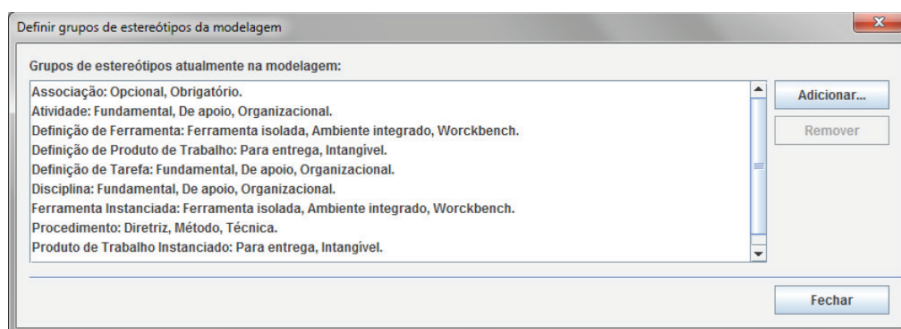 Definir grupos de estereótipos da modelagem
Grupos de estereótipos atualmente na modelagem:
Associação: Opcional, Obrigatório.
Atividade: Fundamental, De apoio, Organizacional.
Definição de Ferramenta: Ferramenta isolada, Ambiente integrado, Worckbench.
Definição de Produto de Trabalho: Para entrega, Intangível.
Definição de Tarefa: Fundamental, De apoio, Organizacional.
Disciplina: Fundamental, De apoio, Organizacional.
Ferramenta Instanciada: Ferramenta isolada, Ambiente integrado, Worckbench.
Procedimento: Diretriz, Método, Técnica.
Produto de Trabalho Instanciado: Para entrega, Intangível.
Adicionar...
Remover
Fechar